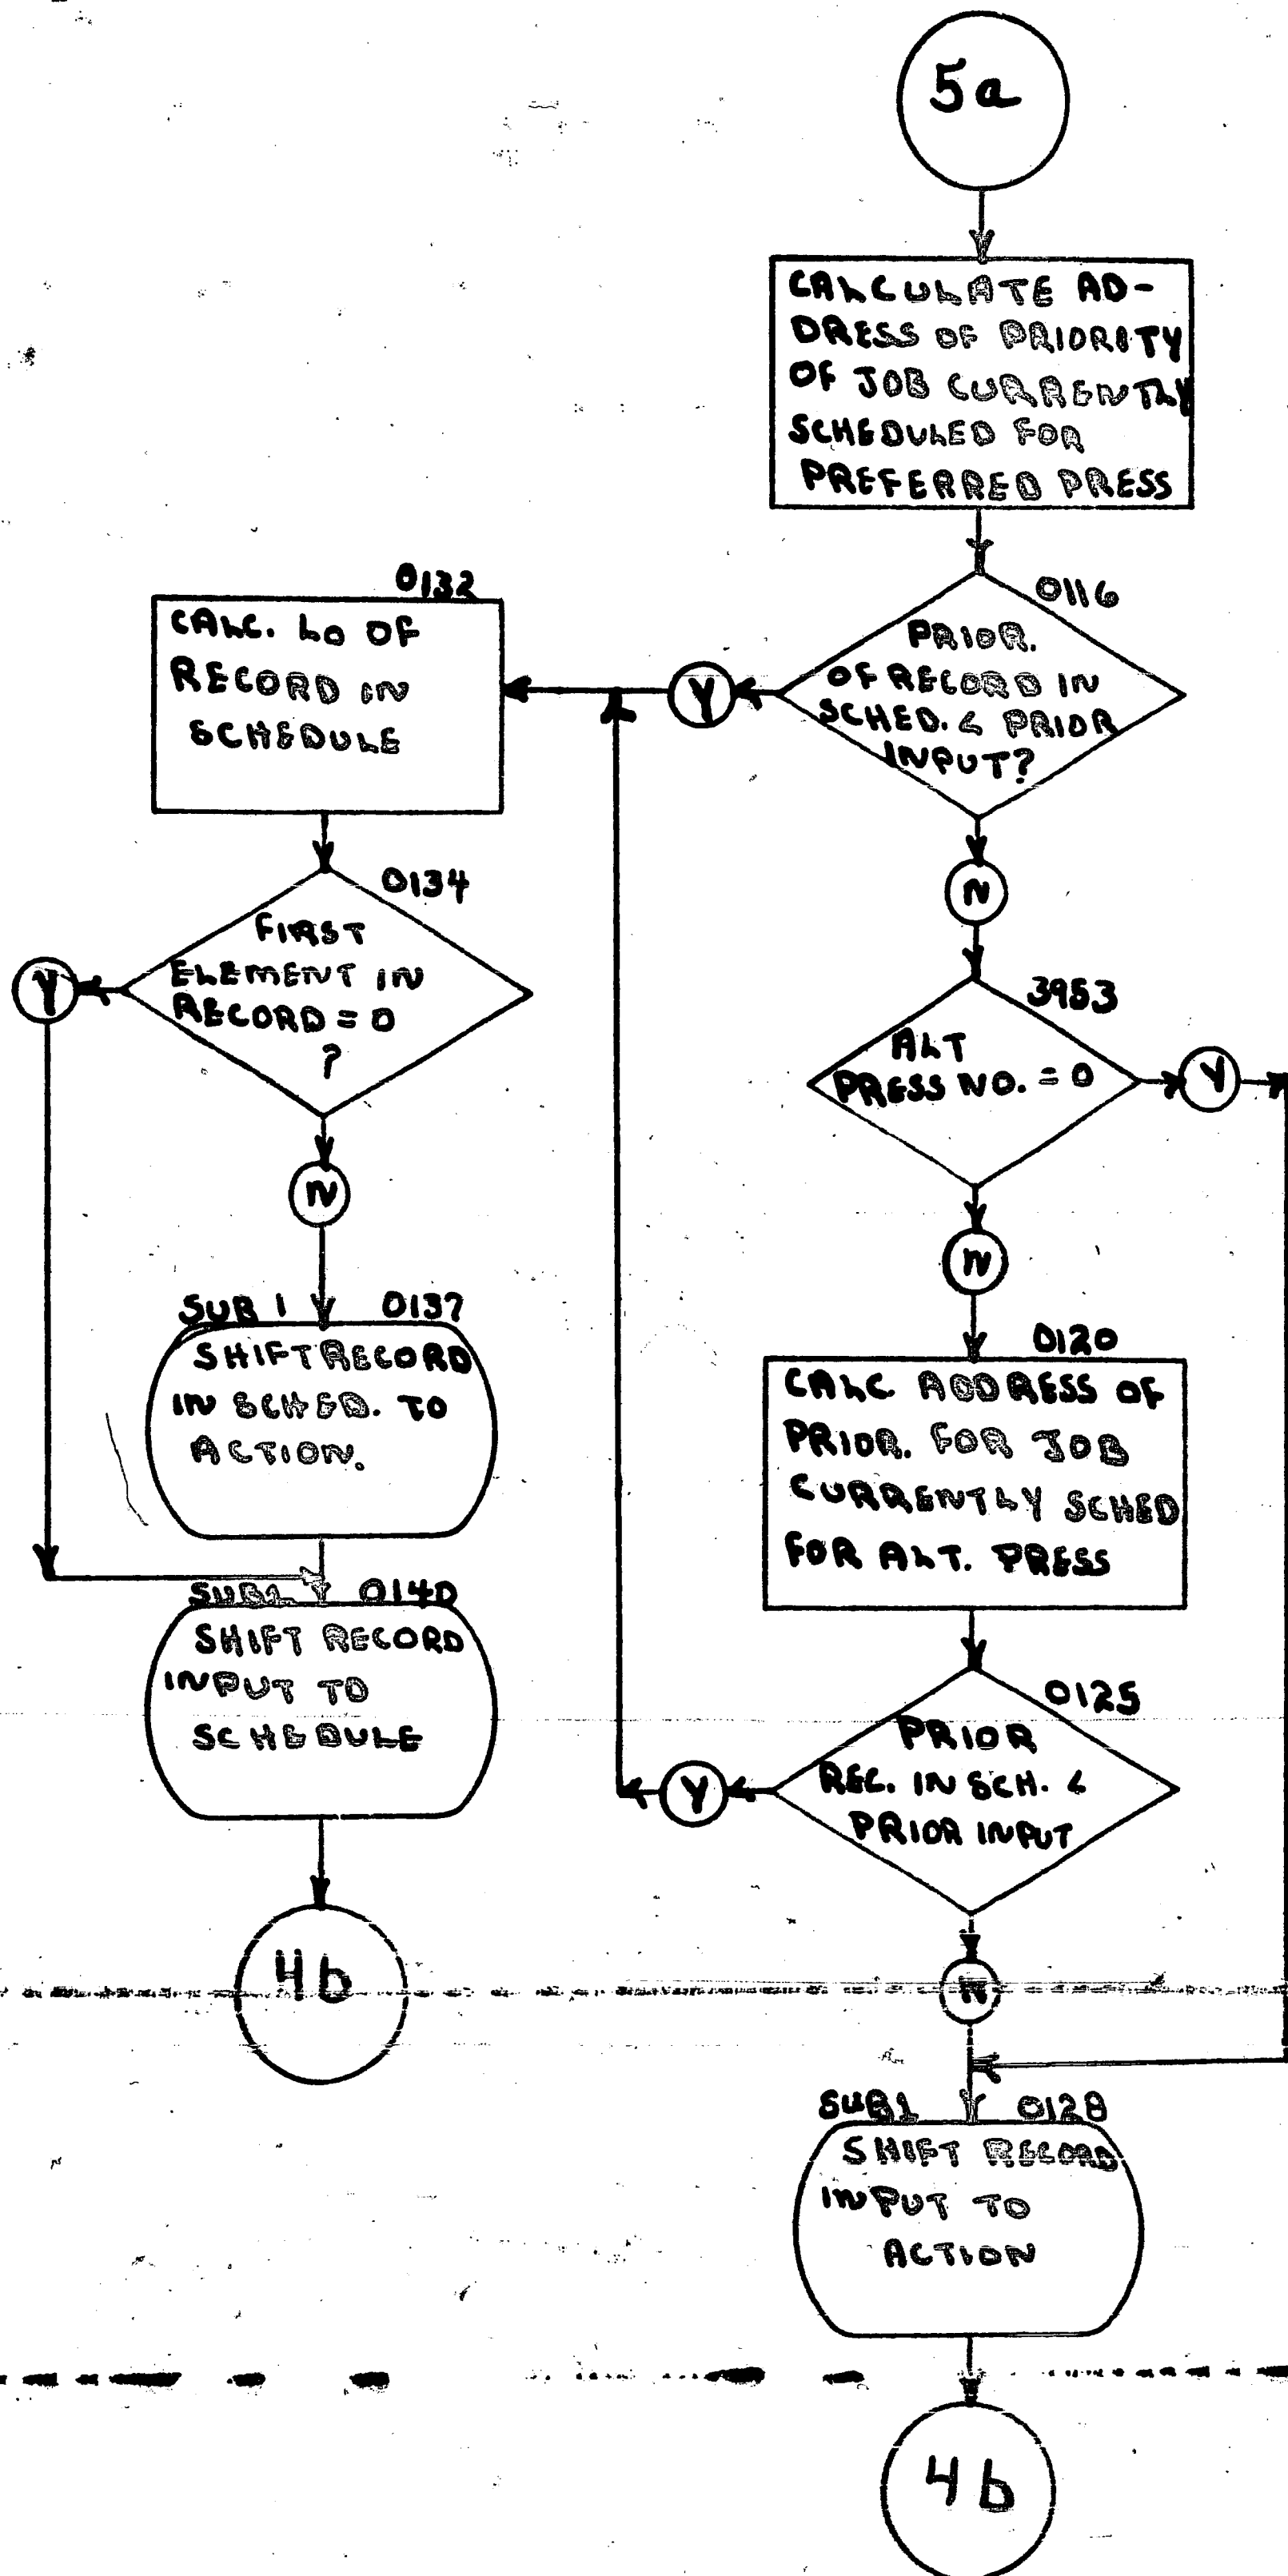 5a
CALCULATE AD-
DRESS OF PRIORITY
OF JOB CURRENTLY
SCHEDULED FOR
PREFERRED PRESS
0116
PRIOR.
OF RECORD IN
SCHED. < PRIOR
INPUT?
Y
N
0132
CALC. LO OF
RECORD IN
SCHEDULE
0134
FIRST
ELEMENT IN
RECORD = 0
?
Y
N
SUB 1 0137
SHIFT RECORD
IN SCHED. TO
ACTION.
SUB1 0140
SHIFT RECORD
INPUT TO
SCHEDULE
4b
3953
ALT
PRESS NO. = 0
Y
N
0120
CALC. ADDRESS OF
PRIOR. FOR JOB
CURRENTLY SCHED
FOR ALT. PRESS
0125
PRIOR
REC. IN SCH. <
PRIOR INPUT
Y
N
SUB1 0128
SHIFT RECORD
INPUT TO
ACTION
4b